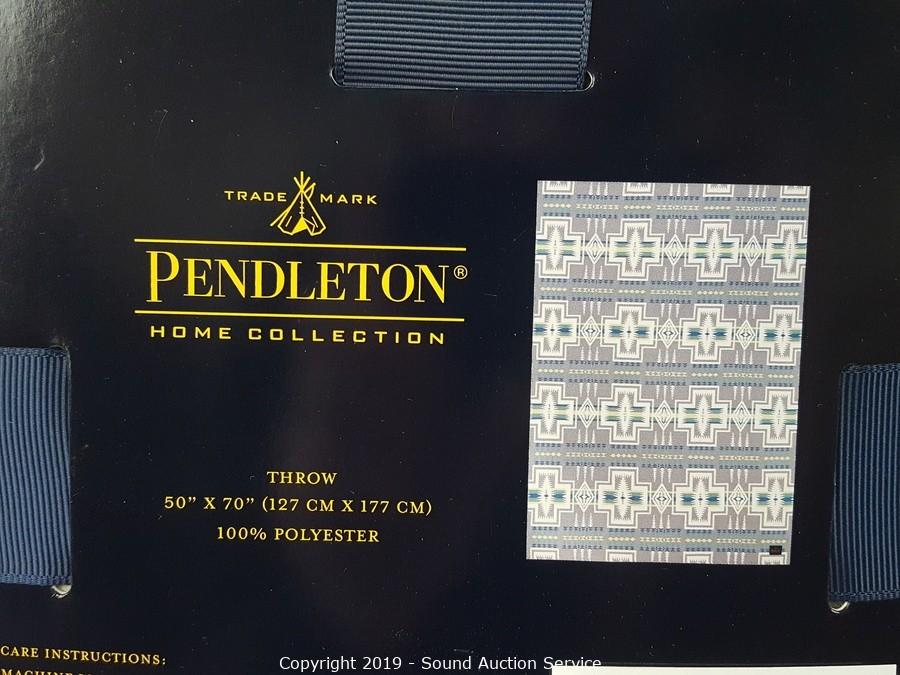 TRADE MARK
PENDLETON®
HOME COLLECTION
THROW
50" X 70" (127 CM X 177 CM)
100% POLYESTER
CARE INSTRUCTIONS:
Copyright 2019 - Sound Auction Service